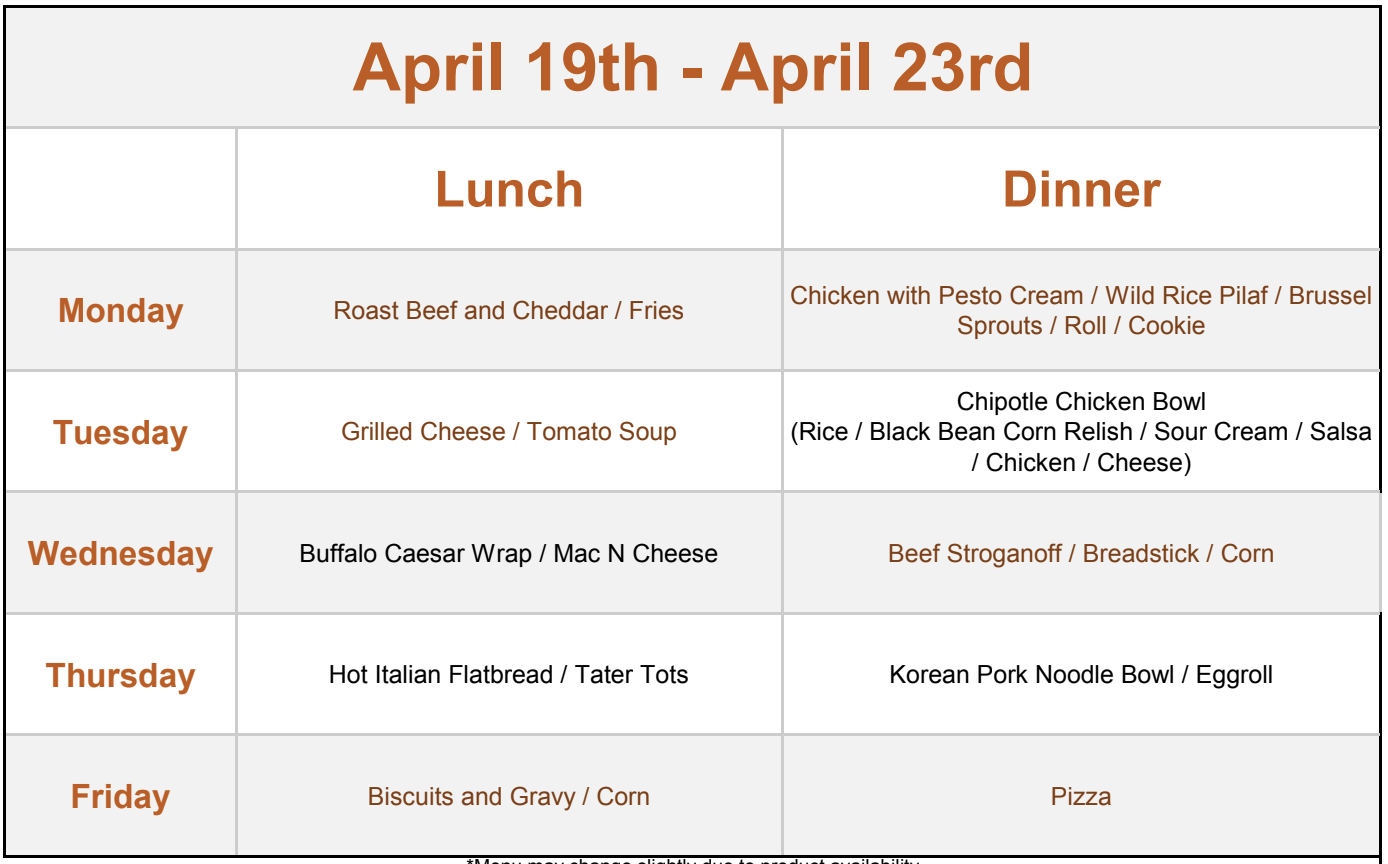 April 19th - April 23rd
Lunch Dinner
Monday
Roast Beef and Cheddar / Fries
Chicken with Pesto Cream / Wild Rice Pilaf / Brussel
Sprouts / Roll / Cookie
Tuesday
Grilled Cheese / Tomato Soup
Chipotle Chicken Bowl
(Rice / Black Bean Corn Relish / Sour Cream / Salsa
/ Chicken / Cheese)
Wednesday
Buffalo Caesar Wrap / Mac N Cheese
Beef Stroganoff / Breadstick / Corn
Thursday
Hot Italian Flatbread / Tater Tots
Korean Pork Noodle Bowl / Eggroll
Friday
Biscuits and Gravy / Corn
Pizza
*Menu may change slightly due to product availability